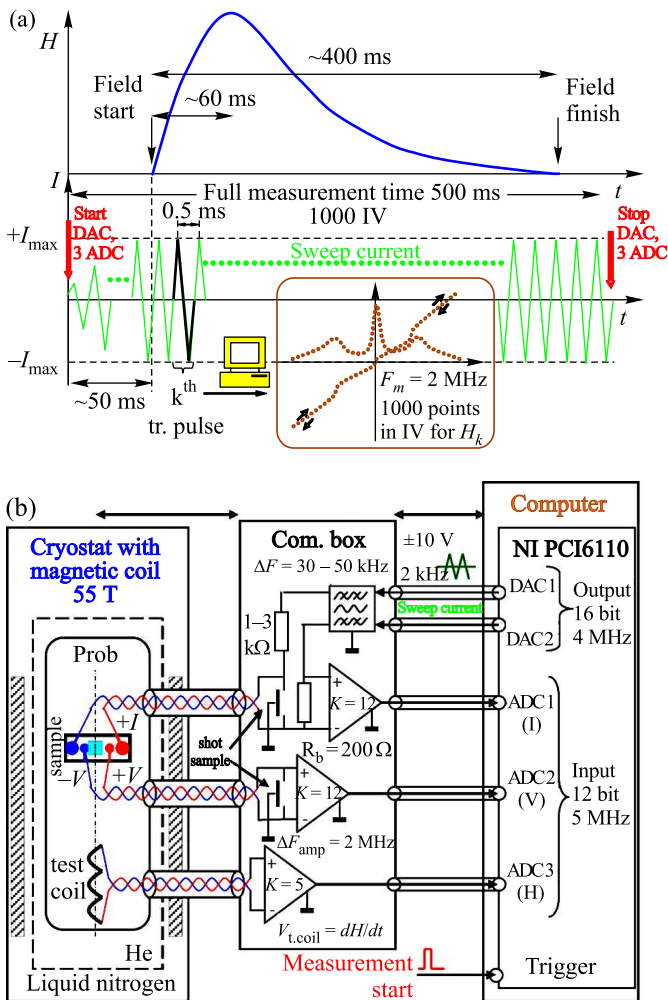 (a)
H
~400 ms
Field
start
~60 ms
Field
finish
I
Full measurement time 500 ms
t
Start
DAC,
3 ADC
0.5 ms
1000 IV
Stop
DAC,
3 ADC
+Imax
Sweep current
t
−Imax
~50 ms
kth
tr. pulse
Fm = 2 MHz
1000 points
in IV for Hk
(b)
Computer
Cryostat with
magnetic coil
55 T
Com. box
ΔF = 30 – 50 kHz
±10 V
2 kHz
Sweep current
NI PCI6110
DAC1
DAC2
Output
16 bit
4 MHz
1–3
kΩ
Prob
+I
sample
−V
+V
shot
sample
+
-
K = 12
Rb = 200 Ω
ADC1
(I)
+
-
K = 12
ΔFamp = 2 MHz
ADC2
(V)
Input
12 bit
5 MHz
test
coil
+
-
K = 5
ADC3
(H)
Vt.coil = dH/dt
He
Liquid nitrogen
Measurement
start
Trigger